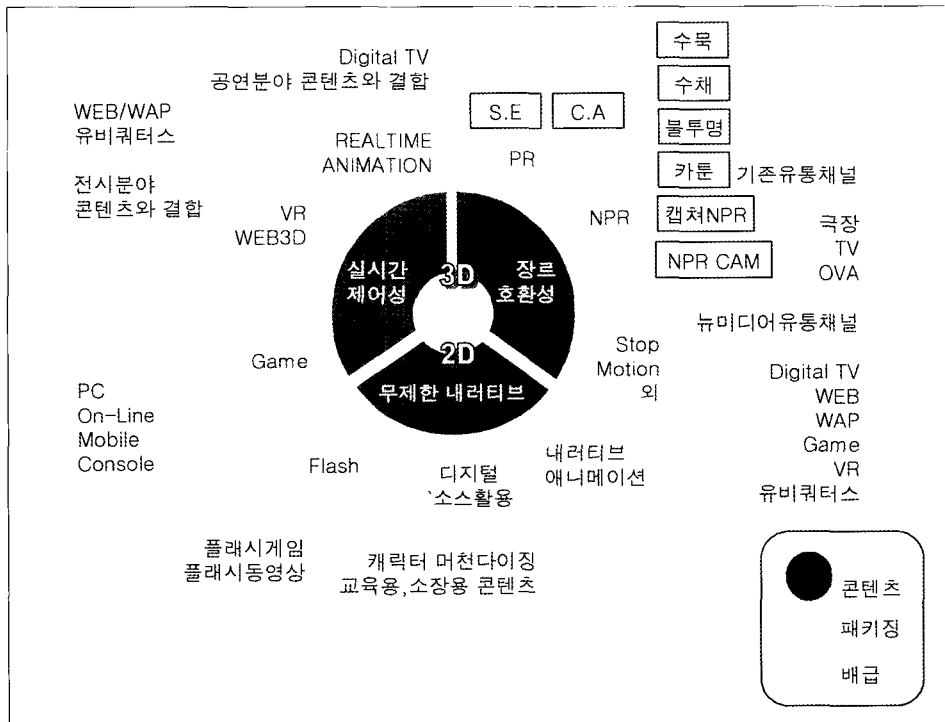 Digital TV
공연분야 콘텐츠와 결합
WEB/WAP
유비쿼터스
REALTIME
ANIMATION
전시분야
콘텐츠와 결합
VR
WEB3D
S.E
C.A
PR
NPR
수묵
수채
불투명
카툰
캡쳐NPR
NPR CAM
기존유통채널
극장
TV
OVA
뉴미디어유통채널
Digital TV
WEB
WAP
Game
VR
유비쿼터스
실시간
제어성
3D
장르
호환성
2D
무제한 내러티브
Stop
Motion
외
Game
PC
On-Line
Mobile
Console
Flash
디지털
소스활용
내러티브
애니메이션
플래시게임
풀래시동영상
캐릭터 머천다이징
교육용,소장용 콘텐츠
콘텐츠
패키징
배급